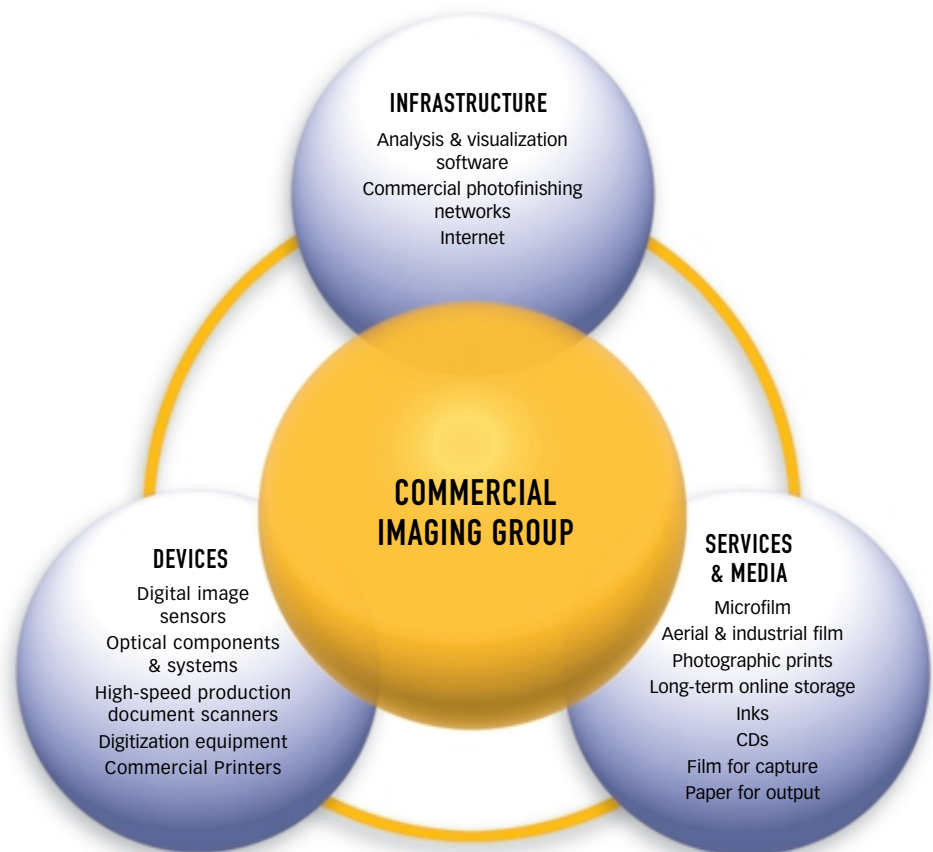 INFRASTRUCTURE
Analysis & visualization
software
Commercial photofinishing
networks
Internet
COMMERCIAL
IMAGING GROUP
DEVICES
Digital image
sensors
Optical components
& systems
High-speed production
document scanners
Digitization equipment
Commercial Printers
SERVICES
& MEDIA
Microfilm
Aerial & industrial film
Photographic prints
Long-term online storage
Inks
CDs
Film for capture
Paper for output